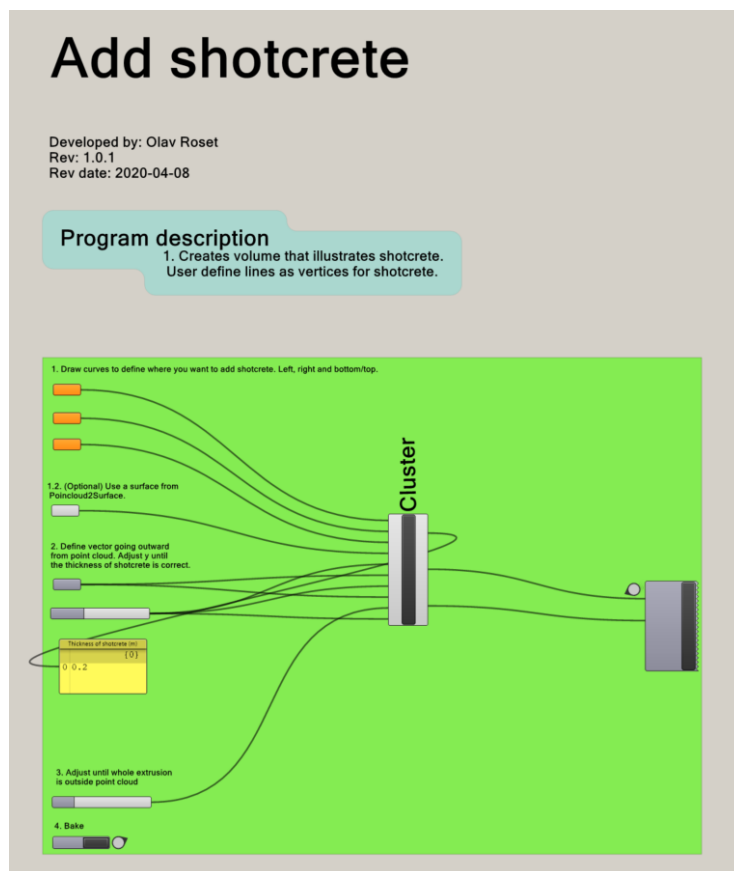 Add shotcrete
Developed by: Olav Roset
Rev: 1.0.1
Rev date: 2020-04-08
Program description
1. Creates volume that illustrates shotcrete.
User define lines as vertices for shotcrete.
1. Draw curves to define where you want to add shotcrete. Left, right and bottom/top.
Cluster
1.2. (Optional) Use a surface from
Poincloud2Surface.
2. Define vector going outward
from point cloud. Adjust y until
the thickness of shotcrete is correct.
Thickness of shotcrete (m)
{0}
0 0.2
3. Adjust until whole extrusion
is outside point cloud
4. Bake